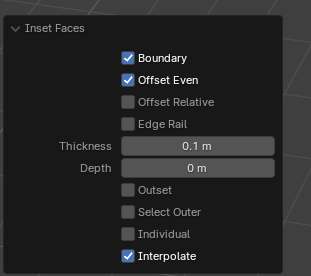 Inset Faces
Boundary
Offset Even
Offset Relative
Edge Rail
Thickness 0.1 m
Depth 0 m
Outset
Select Outer
Individual
Interpolate